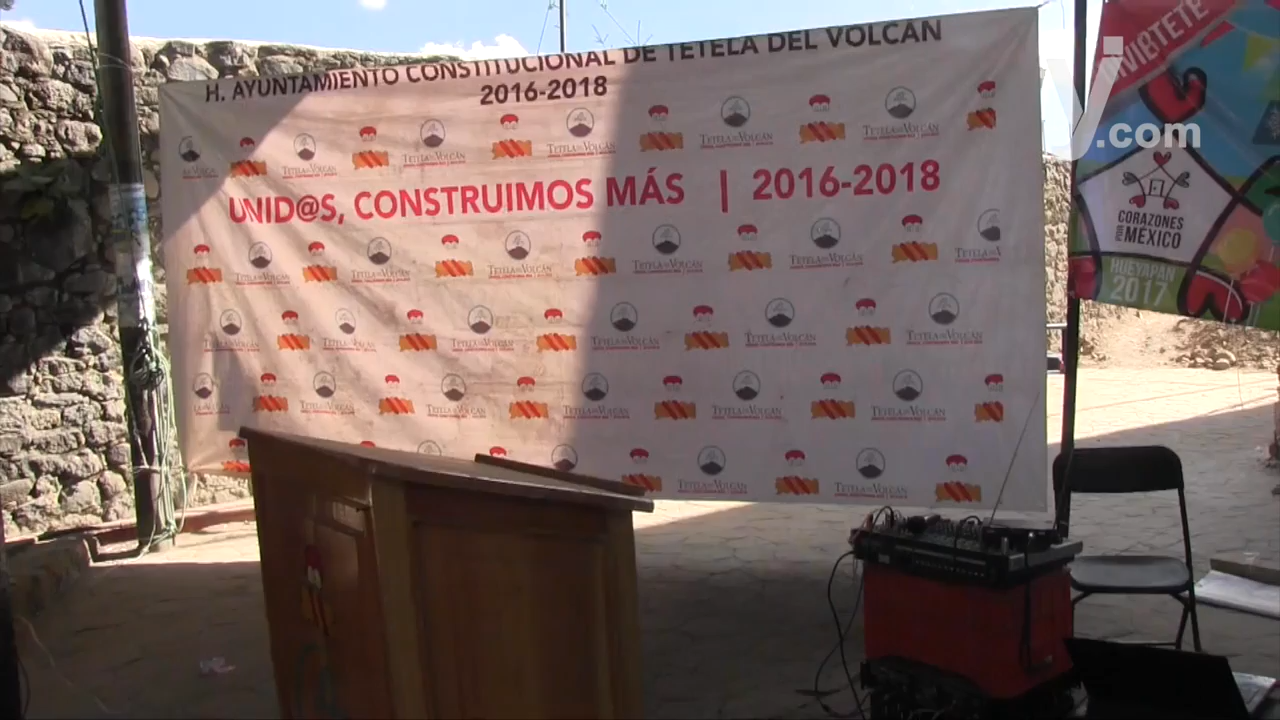 H. AYUNTAMIENTO CONSTITUCIONAL DE TETELA DEL VOLCÁN
2016-2018
UNID@S, CONSTRUIMOS MÁS | 2016-2018
TETELA DEL VOLCÁN
y.com
CORAZONES
POR MÉXICO
HUEYAPAN
2017